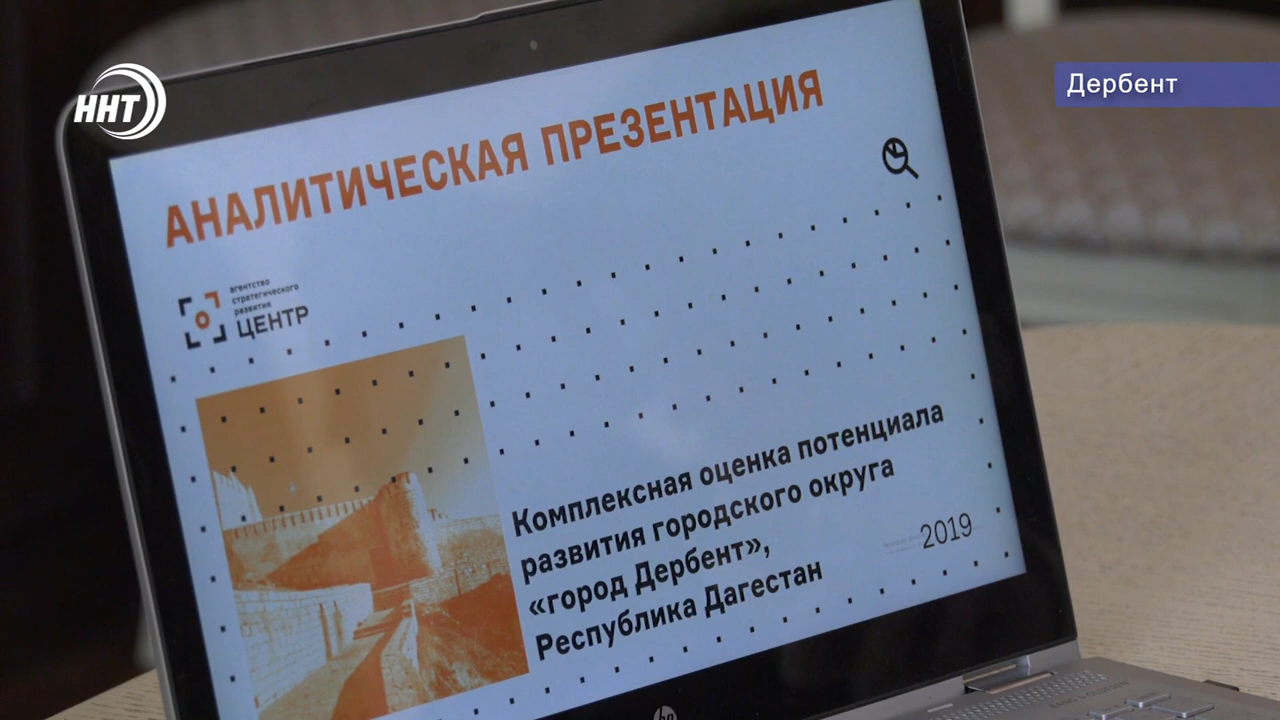 ННТ
Дербент
АНАЛИТИЧЕСКАЯ ПРЕЗЕНТАЦИЯ
агентство
стратегического
развития
ЦЕНТР
Комплексная оценка потенциала
развития городского округа
«город Дербент»,
Республика Дагестан
2019
hp